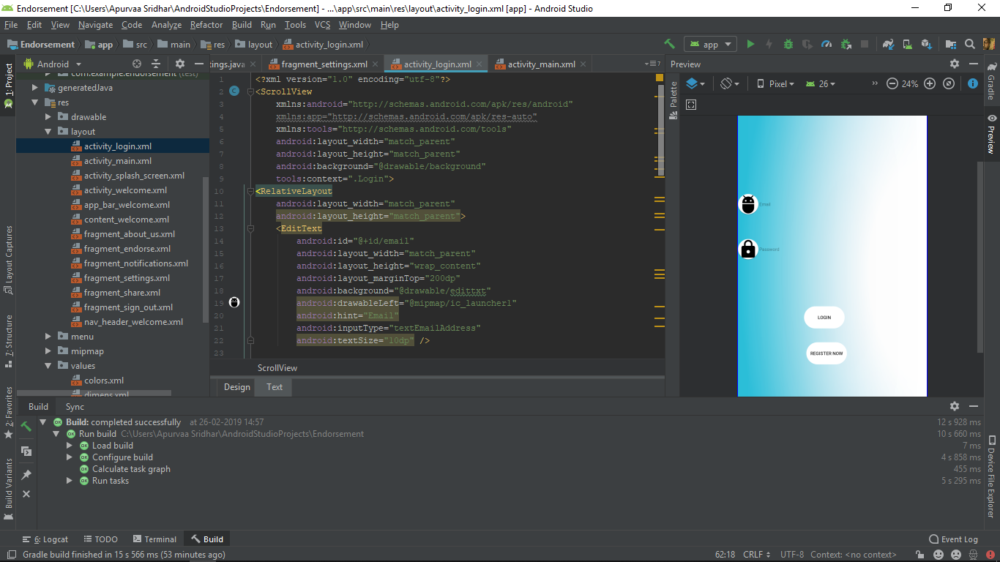 Endorsement [C:\Users\Apurvaa Sridhar\AndroidStudioProjects\Endorsement] - ...\app\src\main\res\layout\activity_login.xml [app] - Android Studio
File Edit View Navigate Code Analyze Refactor Build Run Tools VCS Window Help
Endorsement app src main res layout activity_login.xml
app
1: Project
Layout Captures
7: Structure
2: Favorites
Build Variants
Android
com.example.endorsement (test)
generatedJava
res
drawable
layout
activity_login.xml
activity_main.xml
activity_splash_screen.xml
activity_welcome.xml
app_bar_welcome.xml
content_welcome.xml
fragment_about_us.xml
fragment_endorse.xml
fragment_notifications.xml
fragment_settings.xml
fragment_share.xml
fragment_sign_out.xml
nav_header_welcome.xml
menu
mipmap
values
colors.xml
dimens.xml
tings.java fragment_settings.xml activity_login.xml activity_main.xml
7
1 <?xml version="1.0" encoding="utf-8"?>
2 <ScrollView
3 xmlns:android="http://schemas.android.com/apk/res/android"
4 xmlns:app="http://schemas.android.com/apk/res-auto"
5 xmlns:tools="http://schemas.android.com/tools"
6 android:layout_width="match_parent"
7 android:layout_height="match_parent"
8 android:background="@drawable/background"
9 tools:context=".Login">
10 <RelativeLayout
11 android:layout_width="match_parent"
12 android:layout_height="match_parent">
13 <EditText
14 android:id="@+id/email"
15 android:layout_width="match_parent"
16 android:layout_height="wrap_content"
17 android:layout_marginTop="200dp"
18 android:background="@drawable/edittxt"
19 android:drawableLeft="@mipmap/ic_launcher1"
20 android:hint="Email"
21 android:inputType="textEmailAddress"
22 android:textSize="10dp" />
23
ScrollView
Design Text
Preview
Palette
Pixel 26 24%
Email
Password
LOGIN
REGISTER NOW
Gradle
Preview
Device File Explorer
Build Sync
Build: completed successfully at 26-02-2019 14:57 12 s 928 ms
Run build C:\Users\Apurvaa Sridhar\AndroidStudioProjects\Endorsement 10 s 660 ms
Load build 7 ms
Configure build 4 s 858 ms
Calculate task graph 455 ms
Run tasks 5 s 295 ms
6: Logcat TODO Terminal Build Event Log
Gradle build finished in 15 s 566 ms (53 minutes ago) 62:18 CRLF UTF-8 Context: <no context>